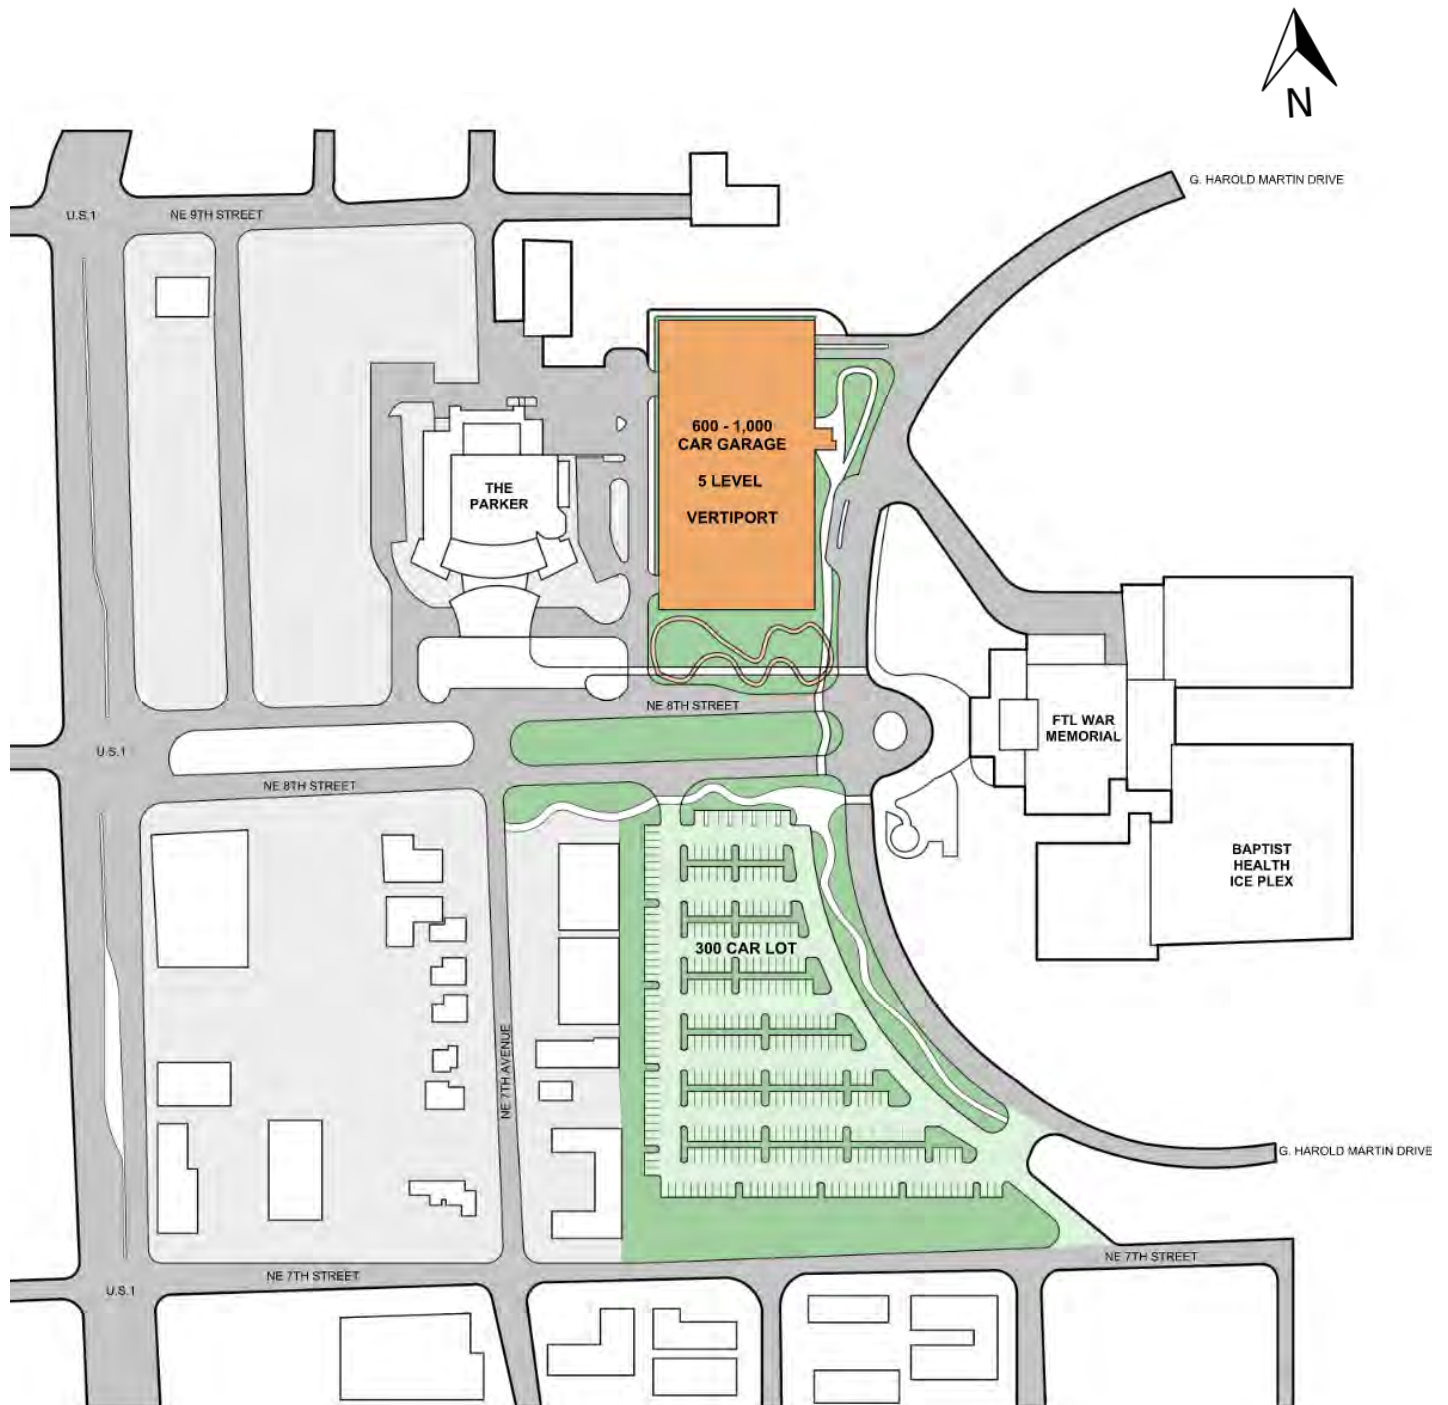 N
G. HAROLD MARTIN DRIVE
U.S.1
NE 9TH STREET
600 - 1,000
CAR GARAGE
5 LEVEL
VERTIPORT
THE
PARKER
NE 8TH STREET
FTL WAR
MEMORIAL
U.S.1
NE 8TH STREET
BAPTIST
HEALTH
ICE PLEX
300 CAR LOT
NE 7TH AVENUE
G. HAROLD MARTIN DRIVE
NE 7TH STREET
NE 7TH STREET
U.S.1